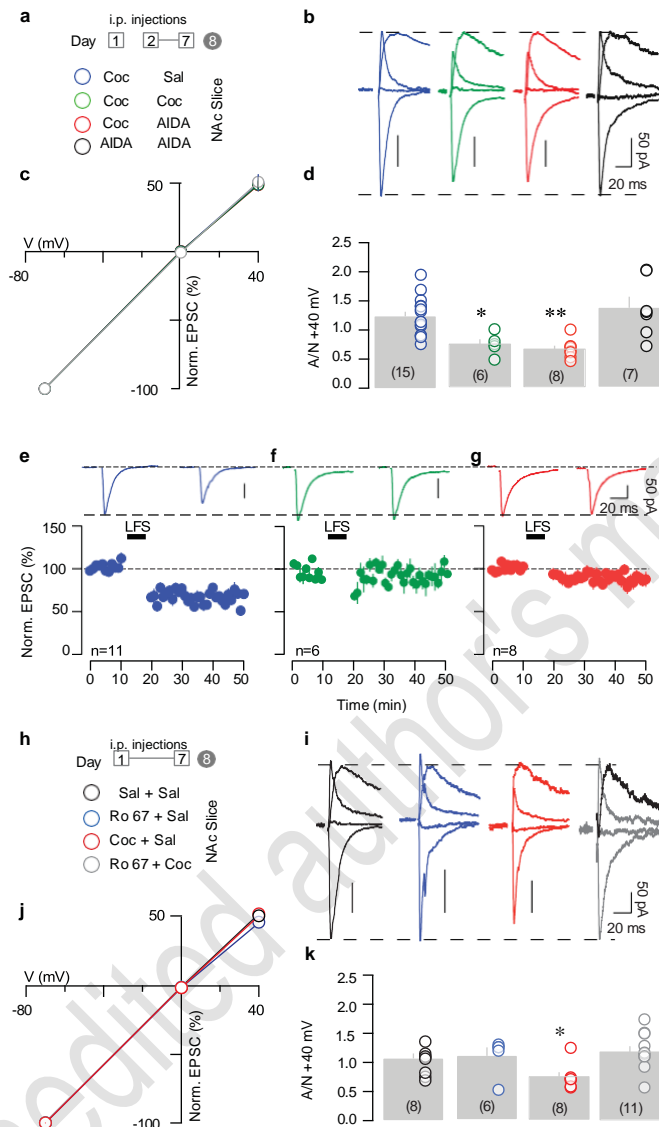 a
i.p. injections
Day 1 2 7 8
Coc Sal
Coc Coc
Coc AIDA
AIDA AIDA
NAc Slice
b
50 pA
20 ms
c
50
V (mV)
-80
40
Norm. EPSC (%)
-100
d
2.5
2.0
1.5
1.0
0.5
0.0
A/N +40 mV
*
**
(15)
(6)
(8)
(7)
e
f
g
50 pA
20 ms
LFS
LFS
LFS
150
100
50
0
Norm. EPSC (%)
n=11
n=6
n=8
0 10 20 30 40 50
0 10 20 30 40 50
0 10 20 30 40 50
Time (min)
h
i.p. injections
Day 1 7 8
Sal + Sal
Ro 67 + Sal
Coc + Sal
Ro 67 + Coc
NAc Slice
i
50 pA
20 ms
j
50
V (mV)
-80
40
Norm. EPSC (%)
-100
k
2.5
2.0
1.5
1.0
0.5
0.0
A/N +40 mV
*
(8)
(6)
(8)
(11)
edited author's m